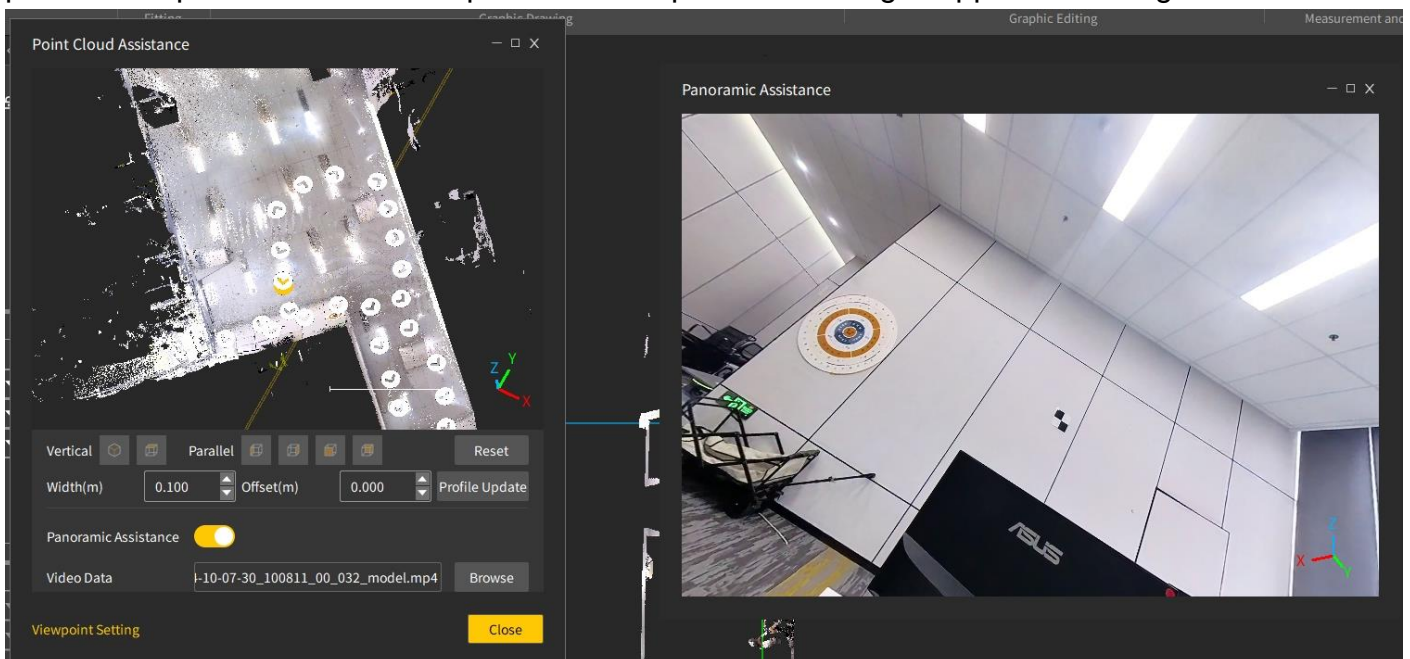 Fitting
Graphic Drawing
Graphic Editing
Measurement and
Point Cloud Assistance
Z
Y
X
Vertical
Parallel
Reset
Width(m)
0.100
Offset(m)
0.000
Profile Update
Panoramic Assistance
Video Data
-10-07-30_100811_00_032_model.mp4
Browse
Viewpoint Setting
Close
Panoramic Assistance
ASUS
Z
X
Y